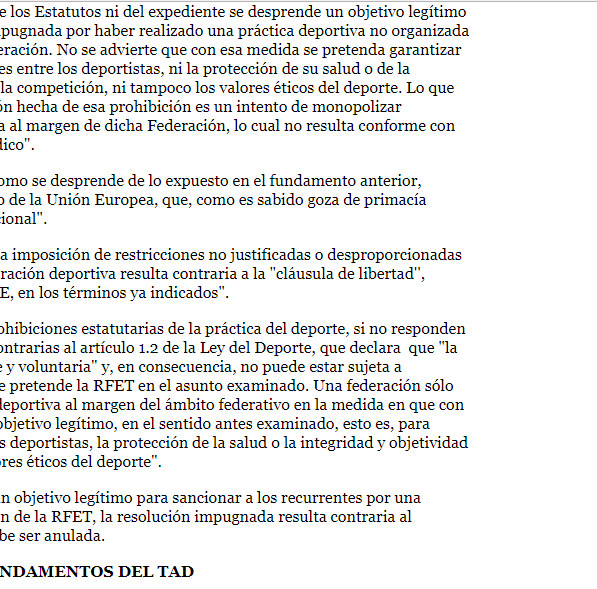 e los Estatutos ni del expediente se desprende un objetivo legítimo
pugnada por haber realizado una práctica deportiva no organizada
eración. No se advierte que con esa medida se pretenda garantizar
es entre los deportistas, ni la protección de su salud o de la
la competición, ni tampoco los valores éticos del deporte. Lo que
ón hecha de esa prohibición es un intento de monopolizar
a al margen de dicha Federación, lo cual no resulta conforme con
dico".
omo se desprende de lo expuesto en el fundamento anterior,
o de la Unión Europea, que, como es sabido goza de primacía
cional".
a imposición de restricciones no justificadas o desproporcionadas
ración deportiva resulta contraria a la "cláusula de libertad",
E, en los términos ya indicados".
ohibiciones estatutarias de la práctica del deporte, si no responden
ontrarias al artículo 1.2 de la Ley del Deporte, que declara que "la
e y voluntaria" y, en consecuencia, no puede estar sujeta a
e pretende la RFET en el asunto examinado. Una federación sólo
deportiva al margen del ámbito federativo en la medida en que con
objetivo legítimo, en el sentido antes examinado, esto es, para
s deportistas, la protección de la salud o la integridad y objetividad
ores éticos del deporte".
n objetivo legítimo para sancionar a los recurrentes por una
n de la RFET, la resolución impugnada resulta contraria al
be ser anulada.
NDAMENTOS DEL TAD